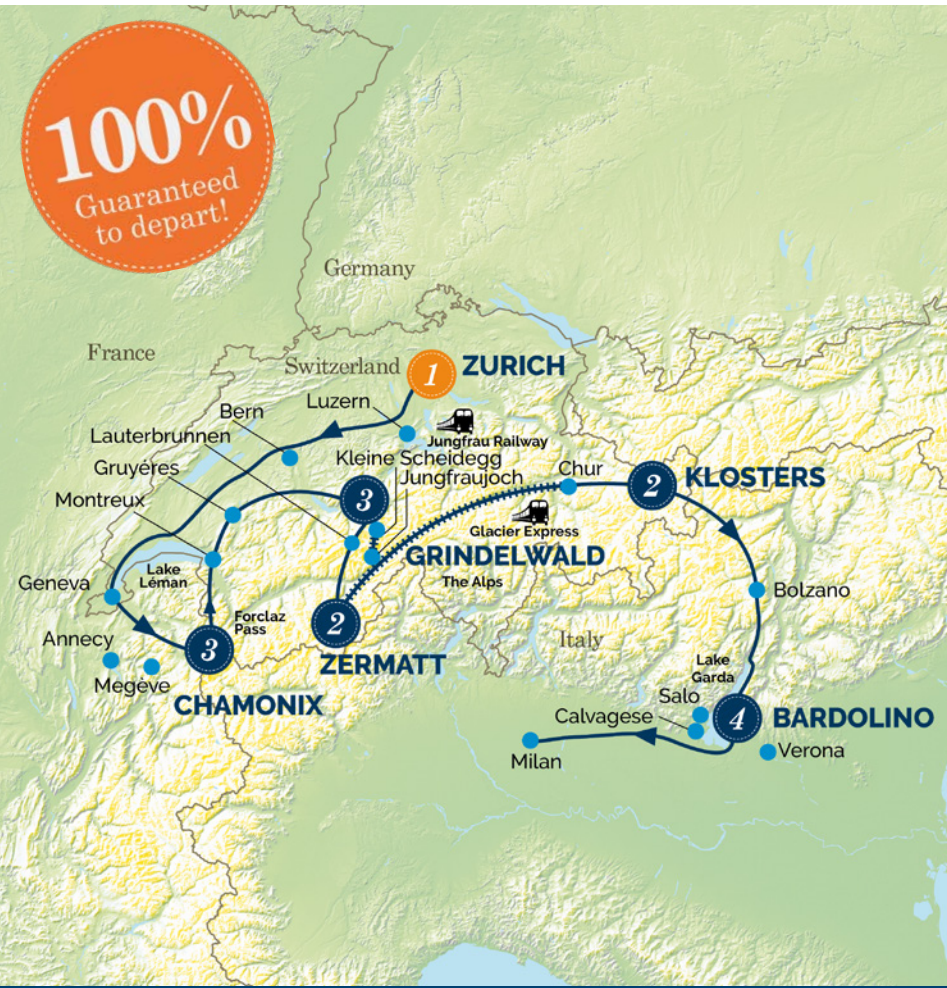 100%
Guaranteed
to depart!
Germany
France
Switzerland
1
ZURICH
Luzern
Bern
Jungfrau Railway
Lauterbrunnen
Kleine Scheidegg
Gruyéres
Jungfraujoch
Chur
2
KLOSTERS
Montreux
3
Glacier Express
GRINDELWALD
Lake
Léman
The Alps
Geneva
Bolzano
Forclaz
Pass
2
Annecy
3
Italy
ZERMATT
Lake
Garda
Megève
Salo
CHAMONIX
Calvagese
4
BARDOLINO
Milan
Verona